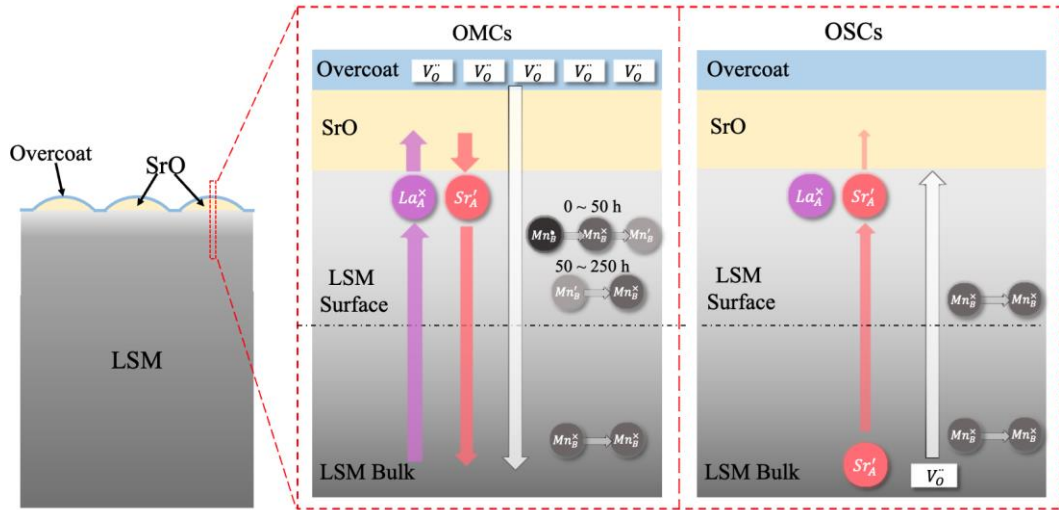 OMCs
OSCs
Overcoat
SrO
LSM
Overcoat V_O^{··} V_O^{··} V_O^{··} V_O^{··} V_O^{··}
SrO
La_A^× Sr_A′
0 ~ 50 h
Mn_B^• Mn_B^× Mn_B′
50 ~ 250 h
Mn_B′ Mn_B^×
LSM
Surface
Mn_B^× Mn_B^×
LSM Bulk
Overcoat
SrO
La_A^× Sr_A′
LSM
Surface
Mn_B^× Mn_B^×
Mn_B^× Mn_B^×
LSM Bulk Sr_A′ V_O^{··}